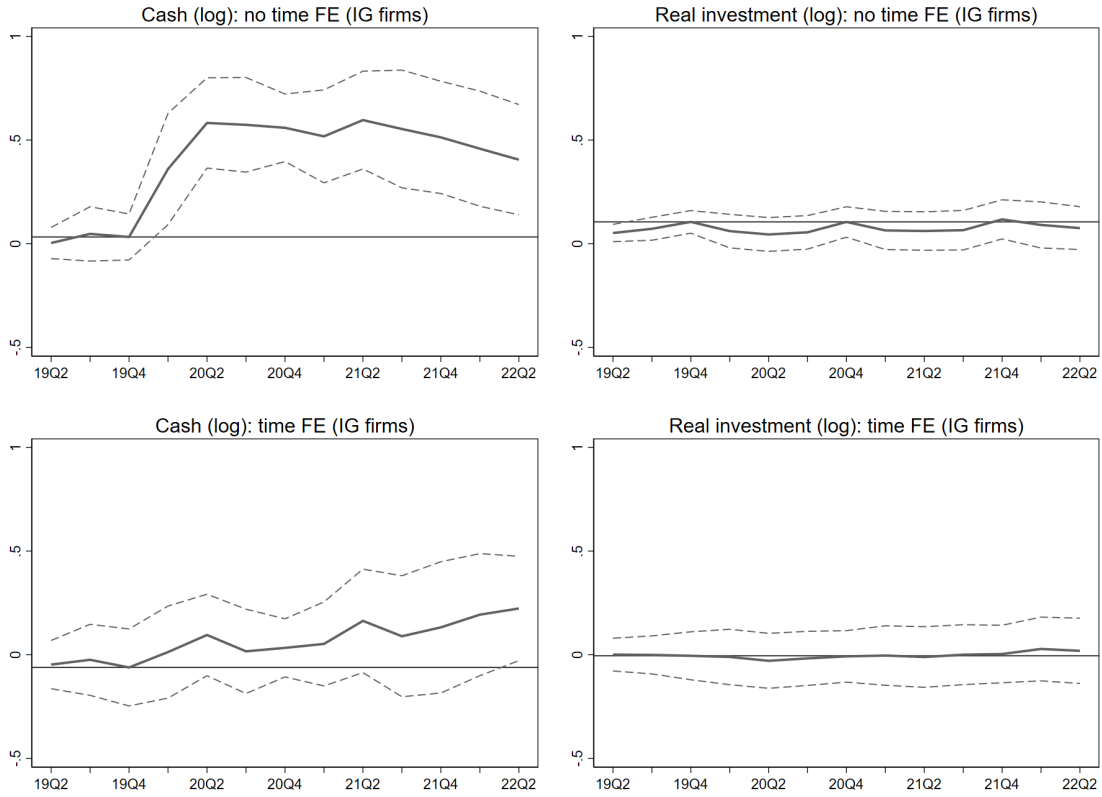 Cash (log): no time FE (IG firms)
1
.5
0
-.5
19Q2 19Q4 20Q2 20Q4 21Q2 21Q4 22Q2
Real investment (log): no time FE (IG firms)
1
.5
0
-.5
19Q2 19Q4 20Q2 20Q4 21Q2 21Q4 22Q2
Cash (log): time FE (IG firms)
1
.5
0
-.5
19Q2 19Q4 20Q2 20Q4 21Q2 21Q4 22Q2
Real investment (log): time FE (IG firms)
1
.5
0
-.5
19Q2 19Q4 20Q2 20Q4 21Q2 21Q4 22Q2